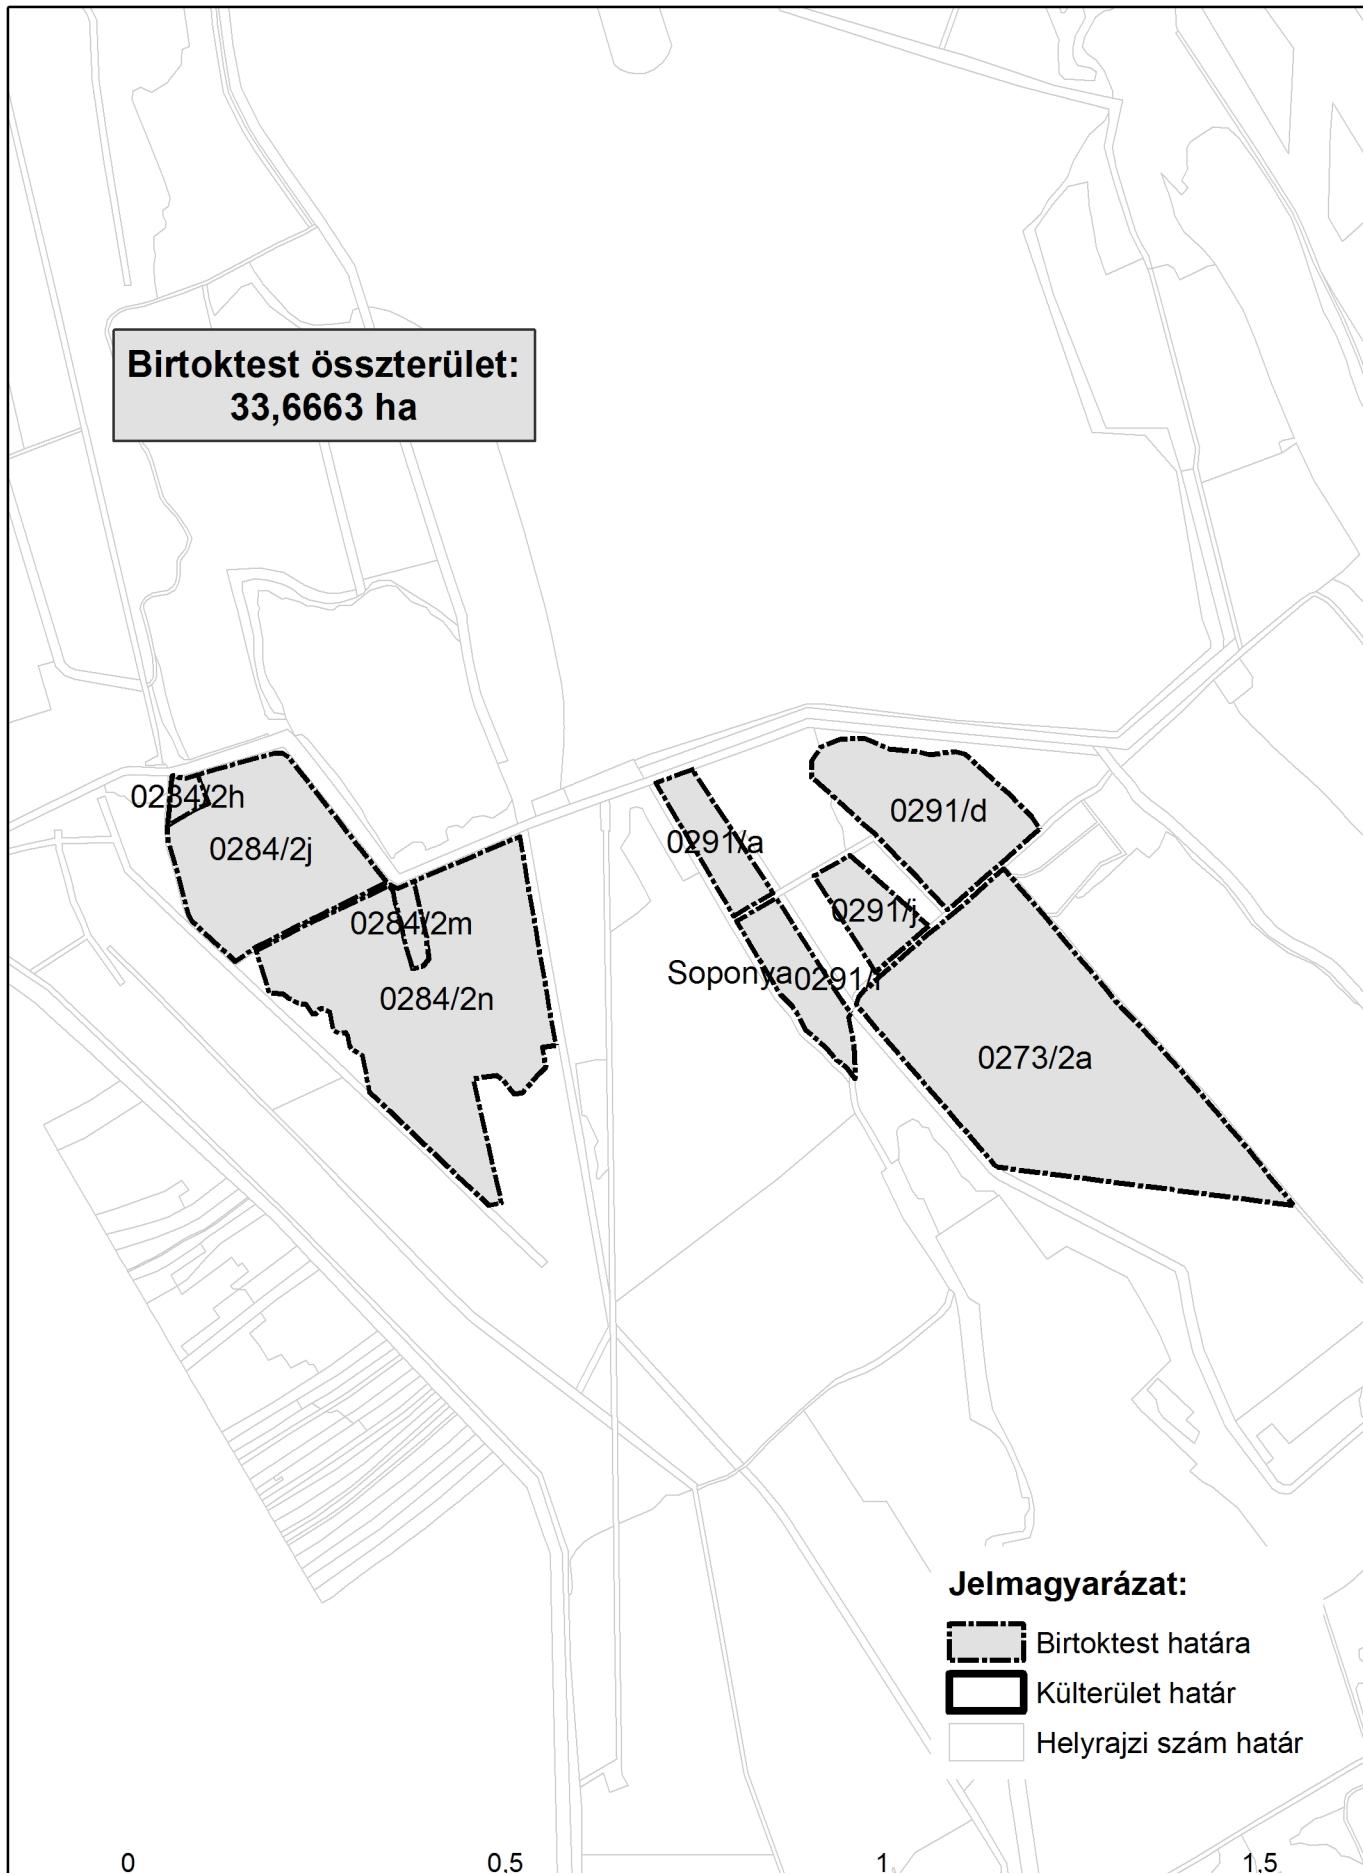 Birtoktest összterület:
33,6663 ha
0284/2h
0284/2j
0284/2m
0284/2n
0291/a
0291/d
0291/j
Soponya
0273/2a
Jelmagyarázat:
Birtoktest határa
Külterület határ
Helyrajzi szám határ
0 0,5 1 1,5